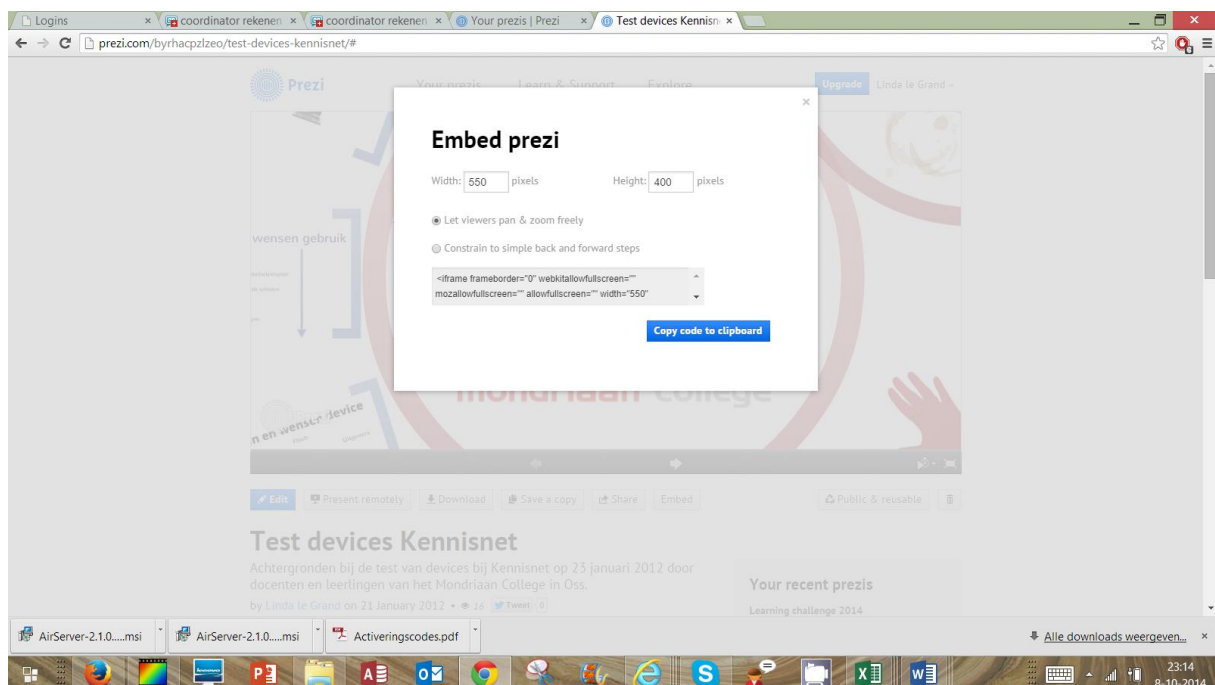 Logins
coordinator rekenen
coordinator rekenen
Your prezis | Prezi
Test devices Kennisn
prezi.com/byrhacpzlzeo/test-devices-kennisnet/#
Prezi Your prezis Learn & Support Explore Upgrade Linda le Grand
Embed prezi
Width: 550 pixels Height: 400 pixels
Let viewers pan & zoom freely
wensen gebruik
Constrain to simple back and forward steps
<iframe frameborder="0" webkitallowfullscreen=""
mozallowfullscreen="" allowfullscreen="" width="550"
Copy code to clipboard
mondriaan college
n en wensen device
Edit Present remotely Download Save a copy Share Embed Public & reusable
Test devices Kennisnet
Achtergronden bij de test van devices bij Kennisnet op 23 januari 2012 door
docenten en leerlingen van het Mondriaan College in Oss.
by Linda le Grand on 21 January 2012 • 16 Tweet 0
Your recent prezis
Learning challenge 2014
AirServer-2.1.0.....msi AirServer-2.1.0.....msi Activeringscodes.pdf Alle downloads weergeven...
23:14
8-10-2014